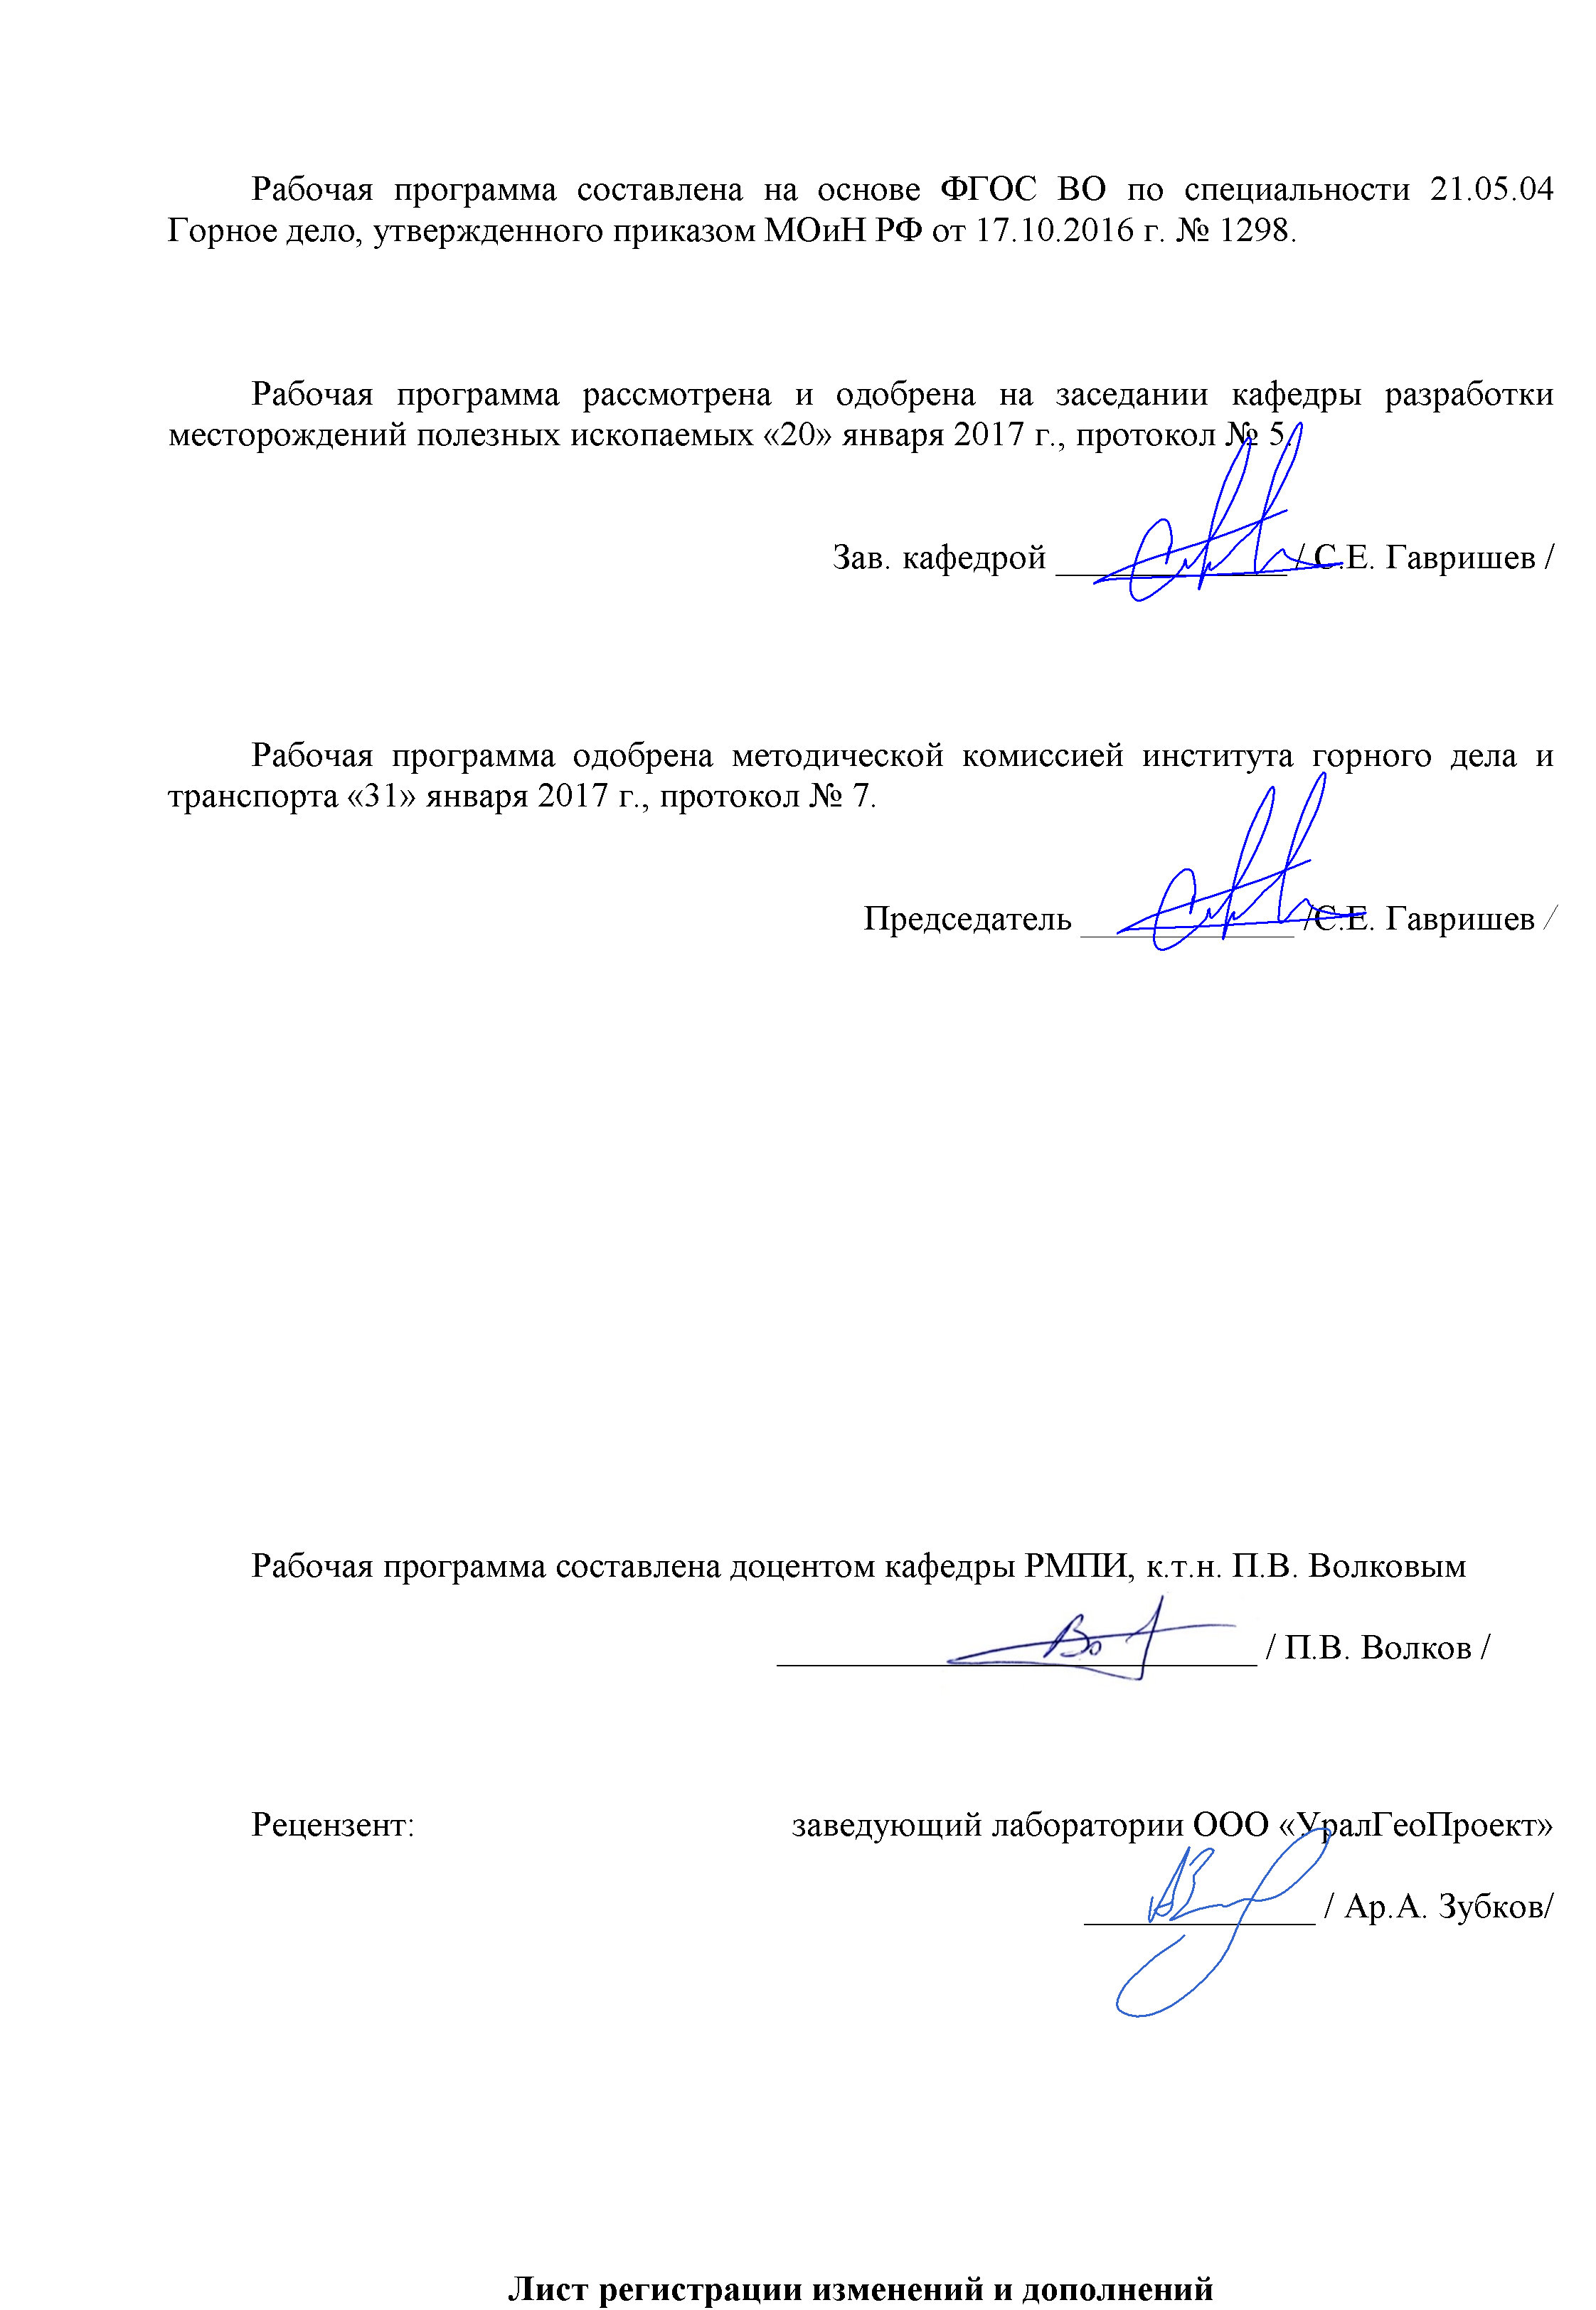 Рабочая программа составлена на основе ФГОС ВО по специальности 21.05.04
Горное дело, утвержденного приказом МОиН РФ от 17.10.2016 г. № 1298.
Рабочая программа рассмотрена и одобрена на заседании кафедры разработки
месторождений полезных ископаемых «20» января 2017 г., протокол № 5.
Зав. кафедрой _____________ / С.Е. Гавришев /
Рабочая программа одобрена методической комиссией института горного дела и
транспорта «31» января 2017 г., протокол № 7.
Председатель ____________ /С.Е. Гавришев /
Рабочая программа составлена доцентом кафедры РМПИ, к.т.н. П.В. Волковым
___________________________ / П.В. Волков /
Рецензент: заведующий лаборатории ООО «УралГеоПроект»
_____________ / Ар.А. Зубков/
Лист регистрации изменений и дополнений